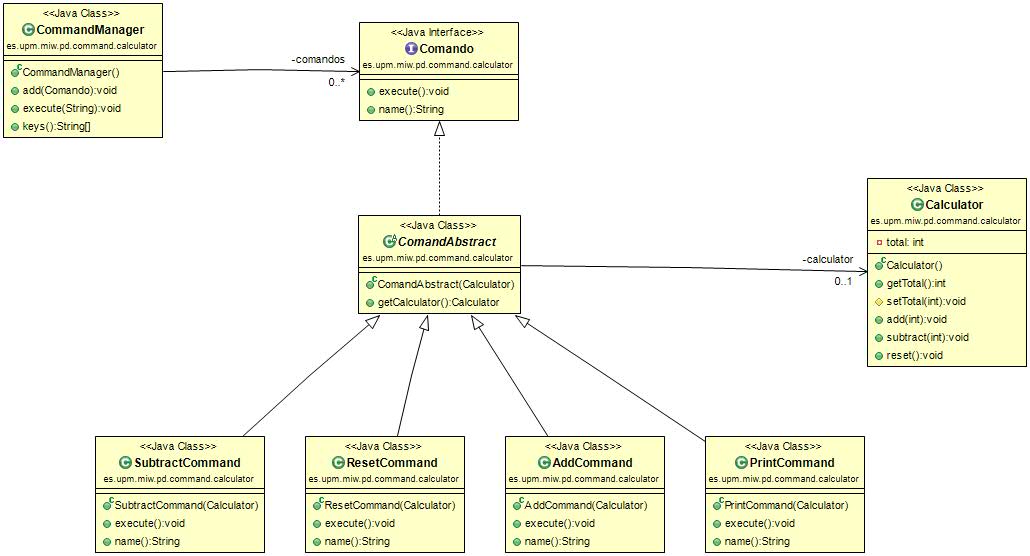 <<Java Class>>
CommandManager
es.upm.miw.pd.command.calculator
CommandManager()
add(Comando):void
execute(String):void
keys():String[]
-comandos
0..*
<<Java Interface>>
Comando
es.upm.miw.pd.command.calculator
execute():void
name():String
<<Java Class>>
ComandAbstract
es.upm.miw.pd.command.calculator
ComandAbstract(Calculator)
getCalculator():Calculator
-calculator
0..1
<<Java Class>>
Calculator
es.upm.miw.pd.command.calculator
total: int
Calculator()
getTotal():int
setTotal(int):void
add(int):void
subtract(int):void
reset():void
<<Java Class>>
SubtractCommand
es.upm.miw.pd.command.calculator
SubtractCommand(Calculator)
execute():void
name():String
<<Java Class>>
ResetCommand
es.upm.miw.pd.command.calculator
ResetCommand(Calculator)
execute():void
name():String
<<Java Class>>
AddCommand
es.upm.miw.pd.command.calculator
AddCommand(Calculator)
execute():void
name():String
<<Java Class>>
PrintCommand
es.upm.miw.pd.command.calculator
PrintCommand(Calculator)
execute():void
name():String